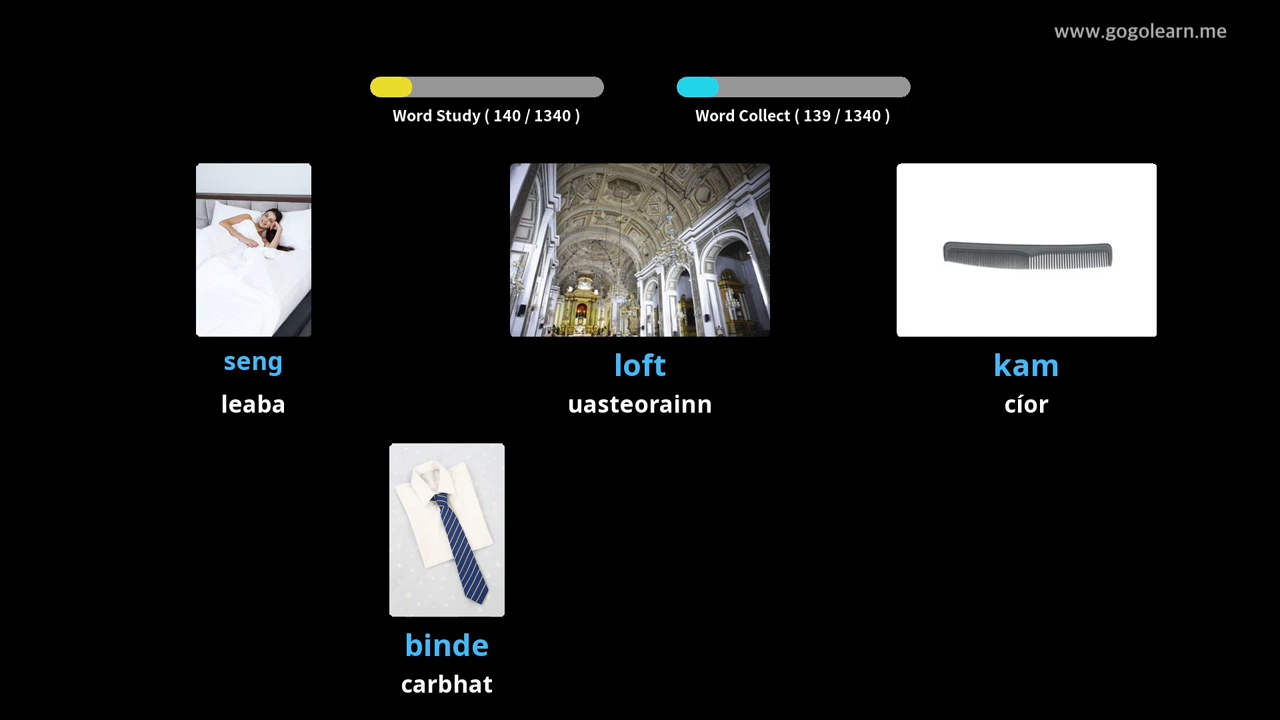 www.gogolearn.me
Word Study ( 140 / 1340 )
Word Collect ( 139 / 1340 )
seng
leaba
loft
uasteorainn
kam
cíor
binde
carbhat